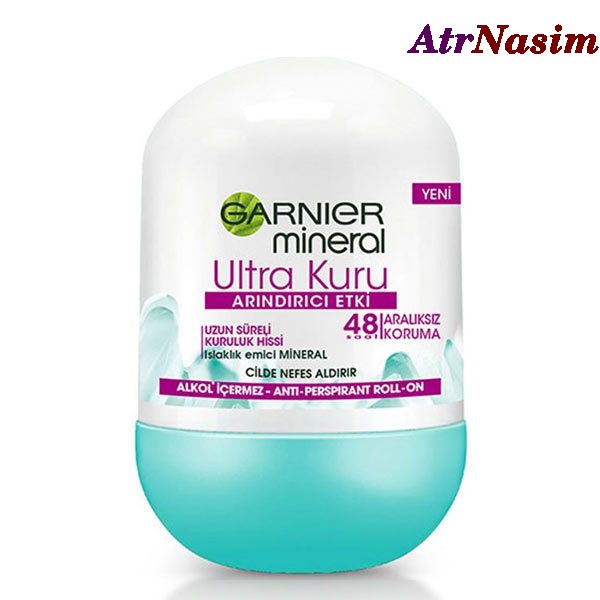 AtrNasim
YENİ
GARNIER
mineral
Ultra Kuru
ARINDIRICI ETKİ
UZUN SÜRELİ
KURULUK HİSSİ
Islaklık emici MINERAL
48 saat ARALIKSIZ KORUMA
CİLDE NEFES ALDIRIR
ALKOL İÇERMEZ - ANTI-PERSPIRANT ROLL-ON